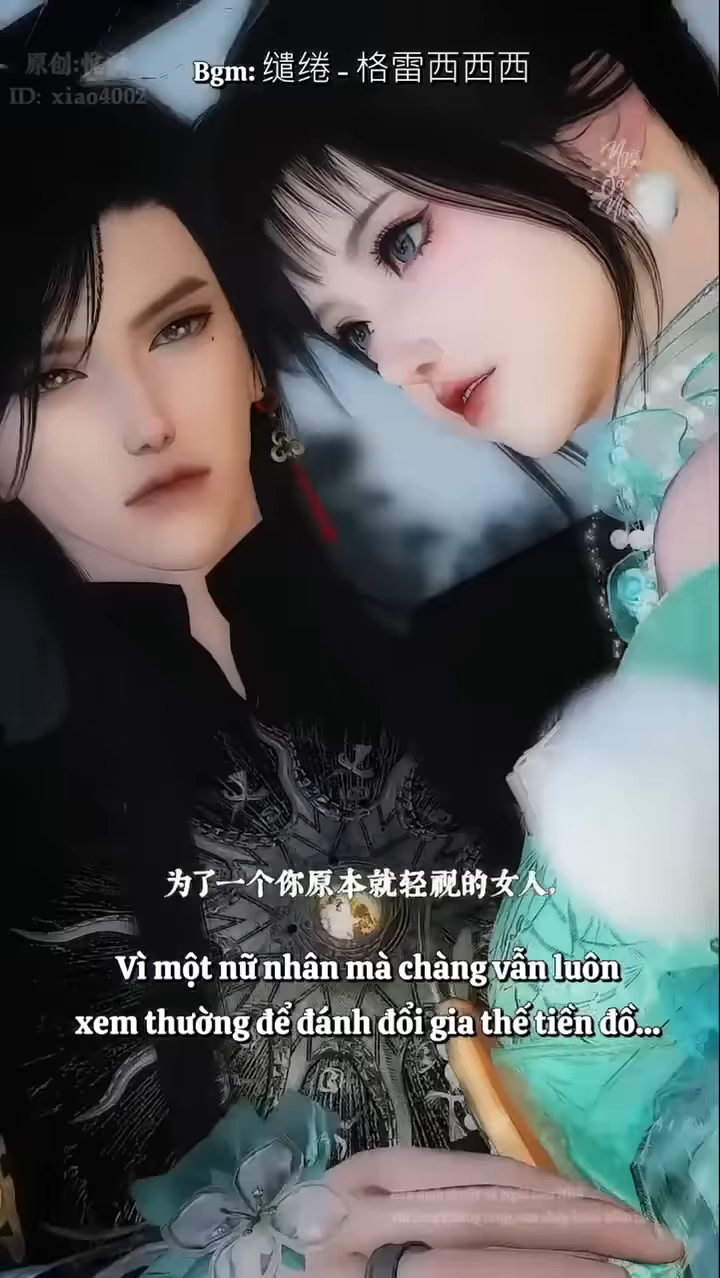 原创:
ID: xiao4002
Bgm: 缱绻 - 格雷西西西
为了一个你原本就轻视的女人,
Vì một nữ nhân mà chàng vẫn luôn
xem thường để đánh đổi gia thế tiền đồ...